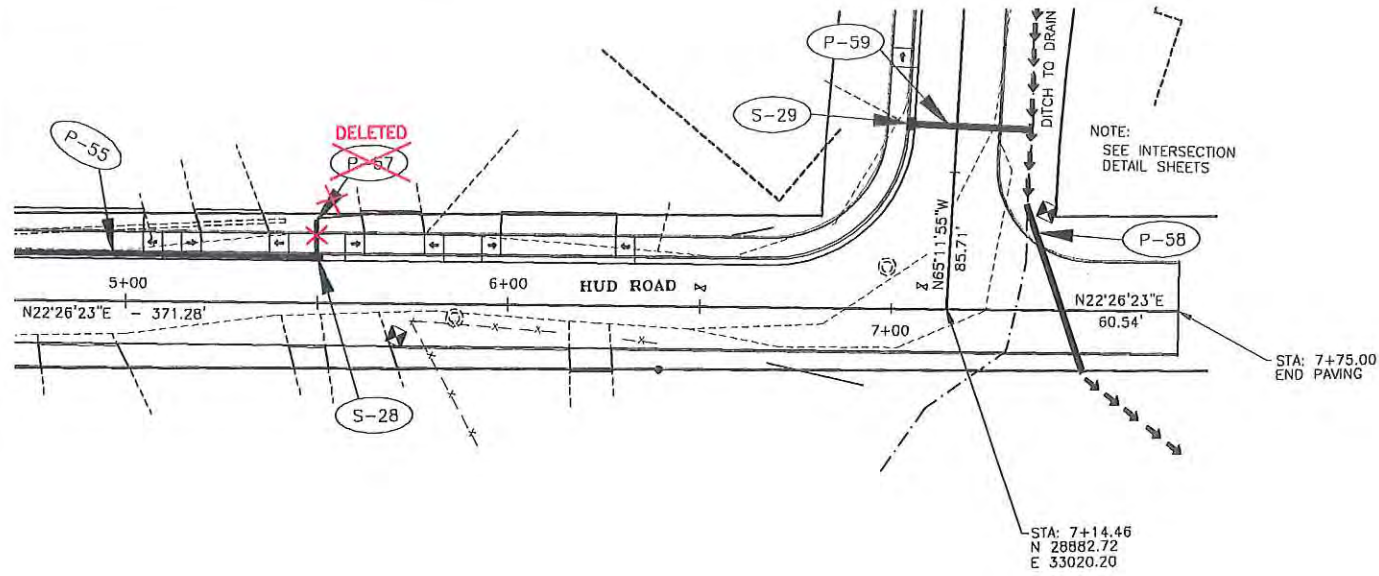 P-59
DITCH TO DRAIN
S-29
DELETED
P-57
P-55
NOTE:
SEE INTERSECTION
DETAIL SHEETS
P-58
N65°11'55"W
85.71'
5+00
6+00
HUD ROAD
7+00
N22°26'23"E - 371.28'
N22°26'23"E
60.54'
STA: 7+75.00
END PAVING
S-28
x
x
x
x
x
x
x
STA: 7+14.46
N 28882.72
E 33020.20